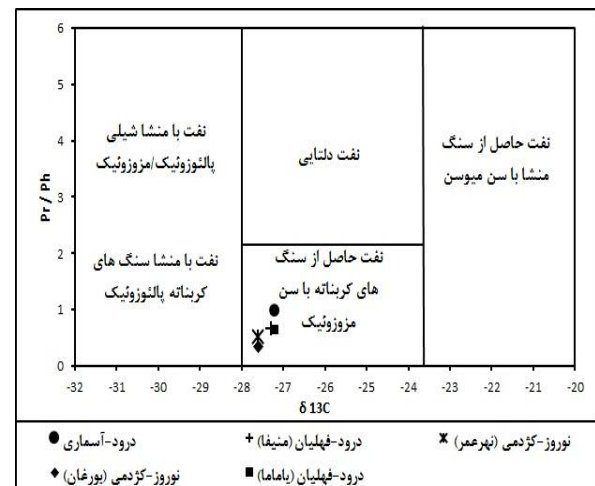 Pr / Ph
6
5
4
3
2
1
0
نفت با منشا شیلی
پالئوزوئیک/مزوزوئیک
نفت دلتایی
نفت حاصل از سنگ
منشا با سن میوسن
نفت با منشا سنگ های
کربناته پالئوزوئیک
نفت حاصل از سنگ
های کربناته با سن
مزوزوئیک
-32 -31 -30 -29 -28 -27 -26 -25 -24 -23 -22 -21 -20
δ 13C
درود-آسماری
درود-فهلیان (منیفا)
نوروز-کژدمی (نهرعمر)
نوروز-کژدمی (بورغان)
درود-فهلیان (یاماما)